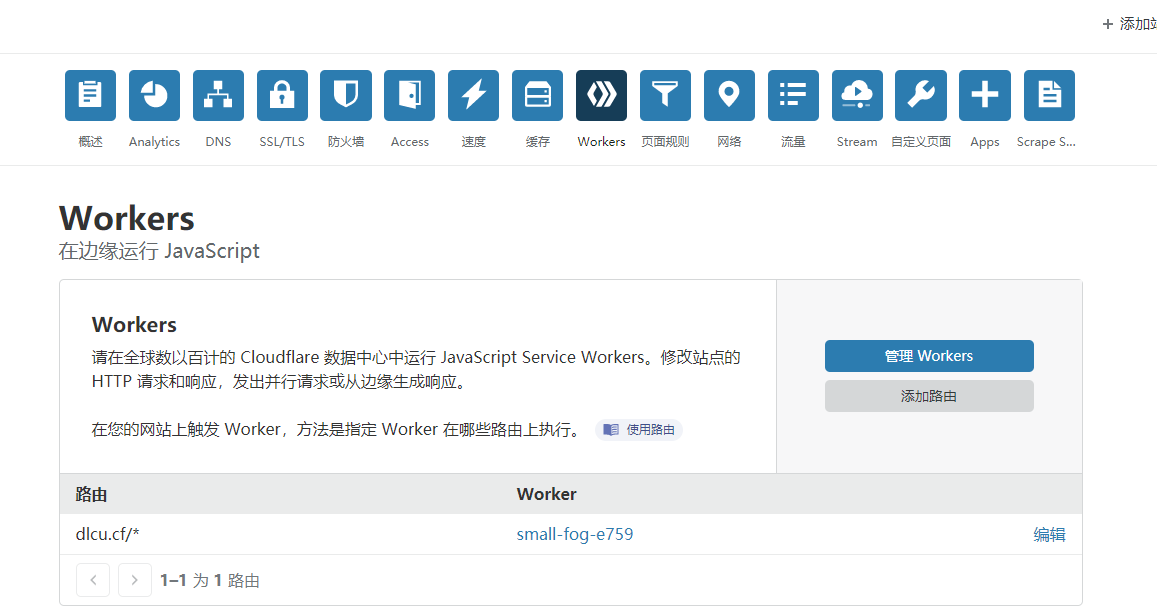 添加站
概述 Analytics DNS SSL/TLS 防火墙 Access 速度 缓存 Workers 页面规则 网络 流量 Stream 自定义页面 Apps Scrape S...
Workers
在边缘运行 JavaScript
Workers
请在全球数以百计的 Cloudflare 数据中心中运行 JavaScript Service Workers。修改站点的
HTTP 请求和响应，发出并行请求或从边缘生成响应。
在您的网站上触发 Worker，方法是指定 Worker 在哪些路由上执行。 使用路由
管理 Workers
添加路由
路由 Worker
dlcu.cf/* small-fog-e759 编辑
1–1 为 1 路由